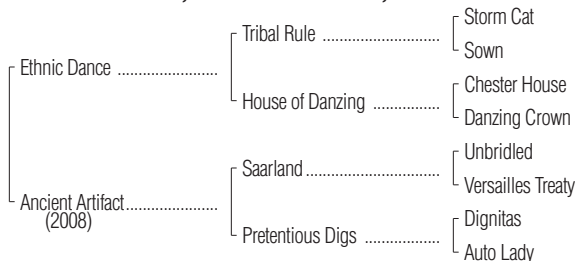 Storm Cat
Tribal Rule ......................
Sown
Ethnic Dance ......................
Chester House
House of Danzing ................
Danzing Crown
Unbridled
Saarland..........................
Versailles Treaty
Ancient Artifact....................
(2008)
Dignitas
Pretentious Digs ................
Auto Lady